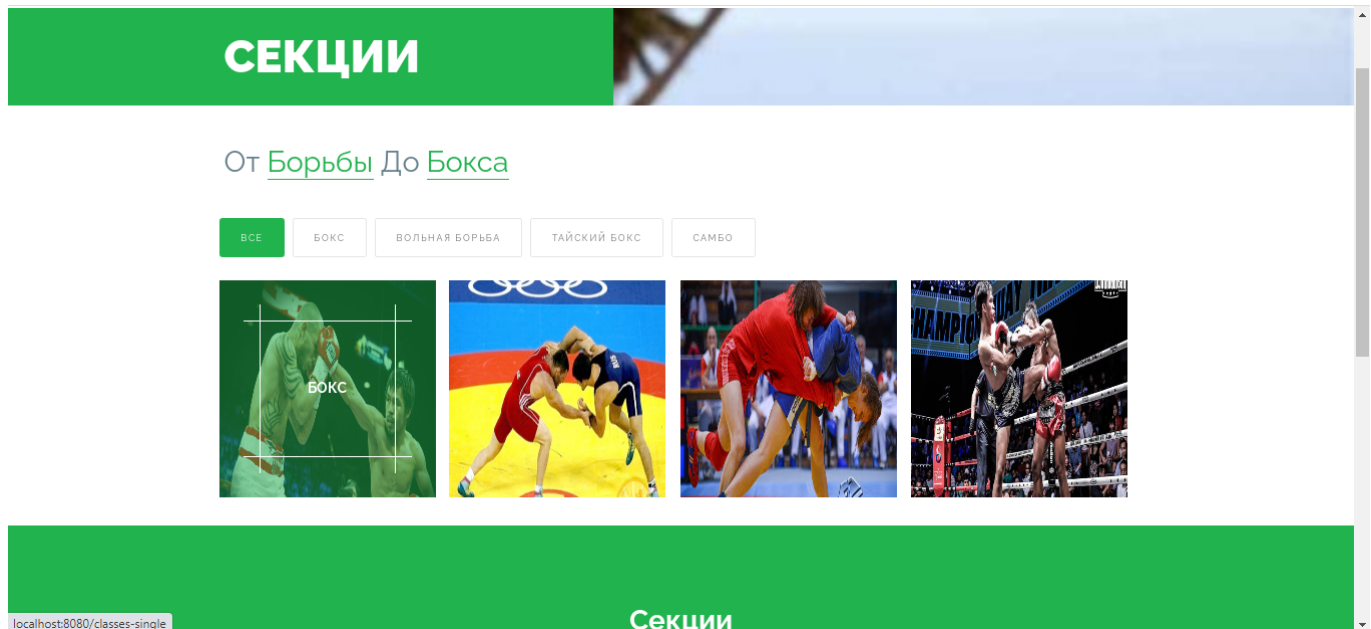 СЕКЦИИ
От Борьбы До Бокса
ВСЕ
БОКС
ВОЛЬНАЯ БОРЬБА
ТАЙСКИЙ БОКС
САМБО
БОКС
Секции
localhost:8080/classes-single